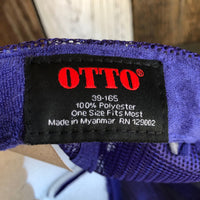 OTTO®
39-165
100% Polyester
One Size Fits Most
Made in Myanmar RN 129002